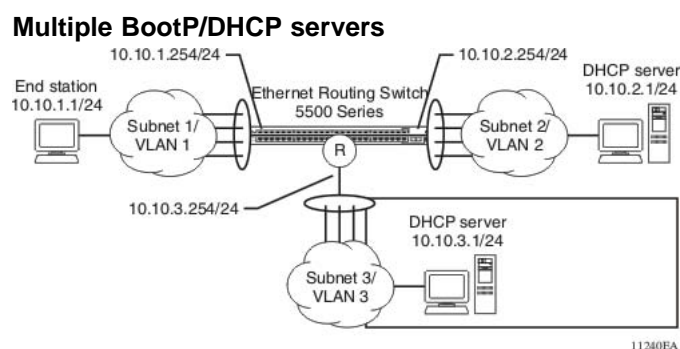 Multiple BootP/DHCP servers
10.10.1.254/24
10.10.2.254/24
End station
10.10.1.1/24
Ethernet Routing Switch
5500 Series
DHCP server
10.10.2.1/24
Subnet 1/
VLAN 1
Subnet 2/
VLAN 2
R
10.10.3.254/24
DHCP server
10.10.3.1/24
Subnet 3/
VLAN 3
11240EA